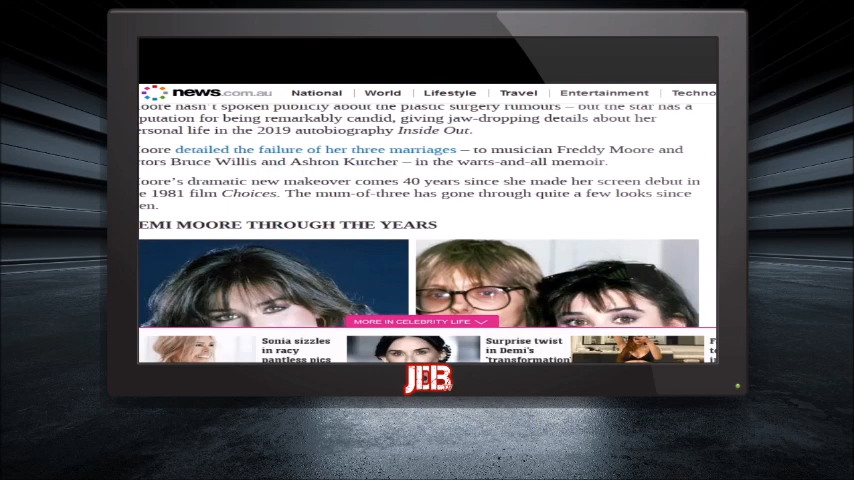 news.com.au National World Lifestyle Travel Entertainment Techno
oore hasn't spoken publicly about the plastic surgery rumours – but the star has a
putation for being remarkably candid, giving jaw-dropping details about her
ersonal life in the 2019 autobiography Inside Out.
oore detailed the failure of her three marriages – to musician Freddy Moore and
tors Bruce Willis and Ashton Kutcher – in the warts-and-all memoir.
oore's dramatic new makeover comes 40 years since she made her screen debut in
e 1981 film Choices. The mum-of-three has gone through quite a few looks since
en.
EMI MOORE THROUGH THE YEARS
MORE IN CELEBRITY LIFE
Sonia sizzles
in racy
pantless pics
Surprise twist
in Demi's
'transformation'
JEB